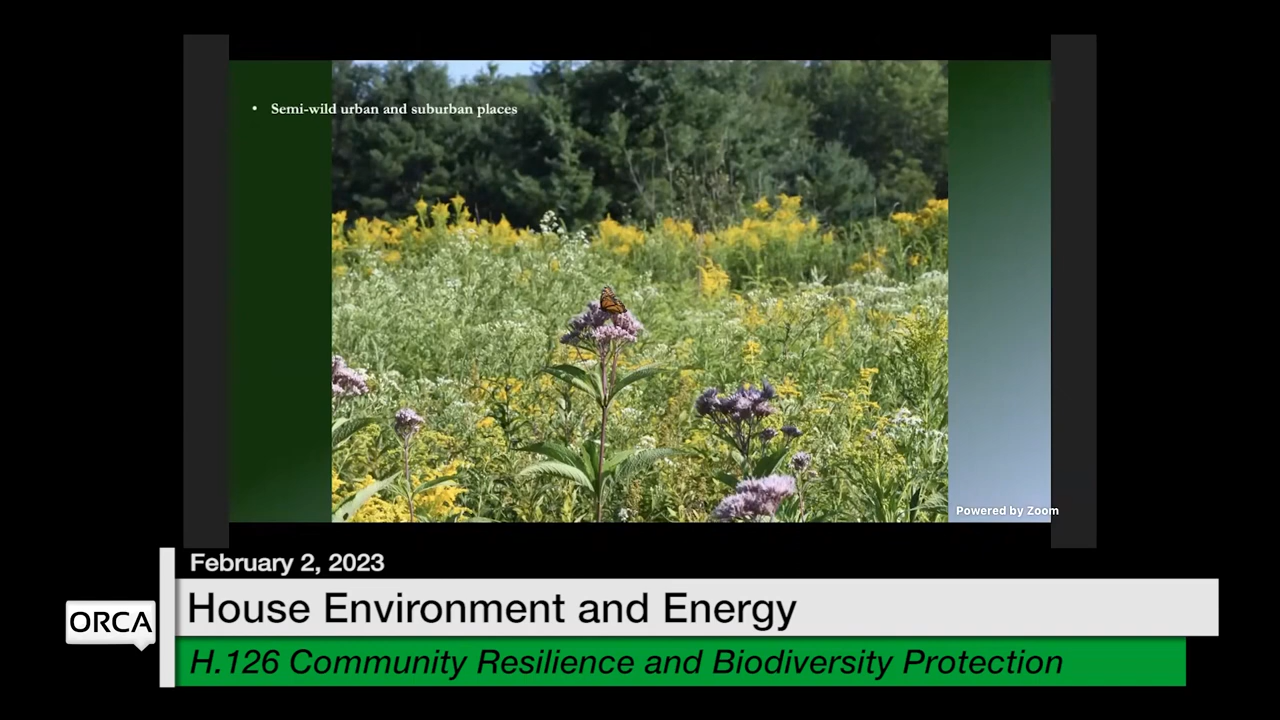 • Semi-wild urban and suburban places
Powered by Zoom
February 2, 2023
House Environment and Energy
ORCA
H.126 Community Resilience and Biodiversity Protection